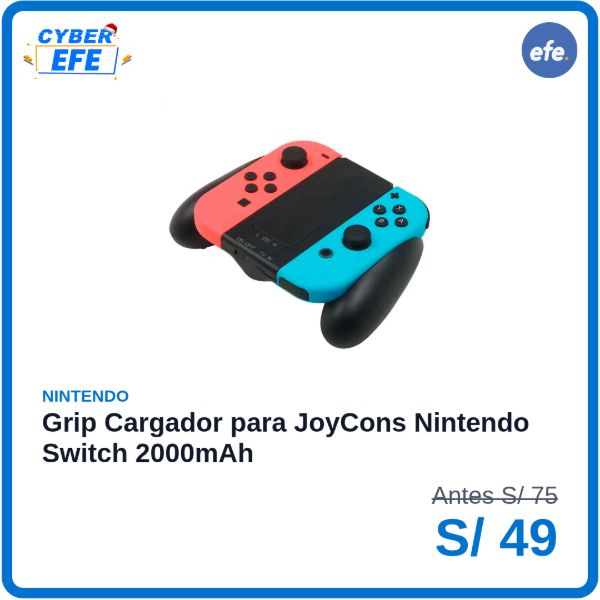 CYBER
EFE
efe.
NINTENDO
Grip Cargador para JoyCons Nintendo
Switch 2000mAh
Antes S/ 75
S/ 49